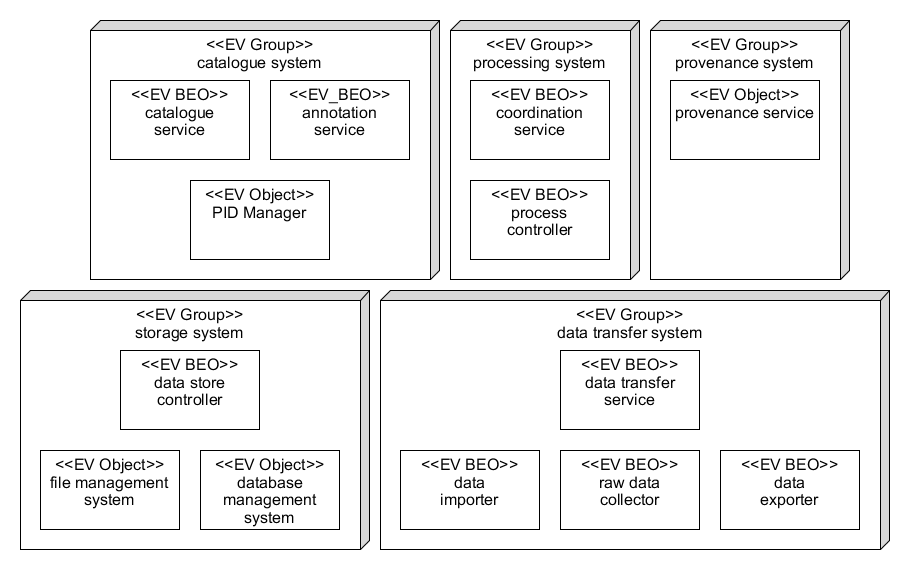 <<EV Group>>
catalogue system
<<EV BEO>>
catalogue
service
<<EV_BEO>>
annotation
service
<<EV Object>>
PID Manager
<<EV Group>>
processing system
<<EV BEO>>
coordination
service
<<EV BEO>>
process
controller
<<EV Group>>
provenance system
<<EV Object>>
provenance service
<<EV Group>>
storage system
<<EV BEO>>
data store
controller
<<EV Object>>
file management
system
<<EV Object>>
database
management
system
<<EV Group>>
data transfer system
<<EV BEO>>
data transfer
service
<<EV BEO>>
data
importer
<<EV BEO>>
raw data
collector
<<EV BEO>>
data
exporter